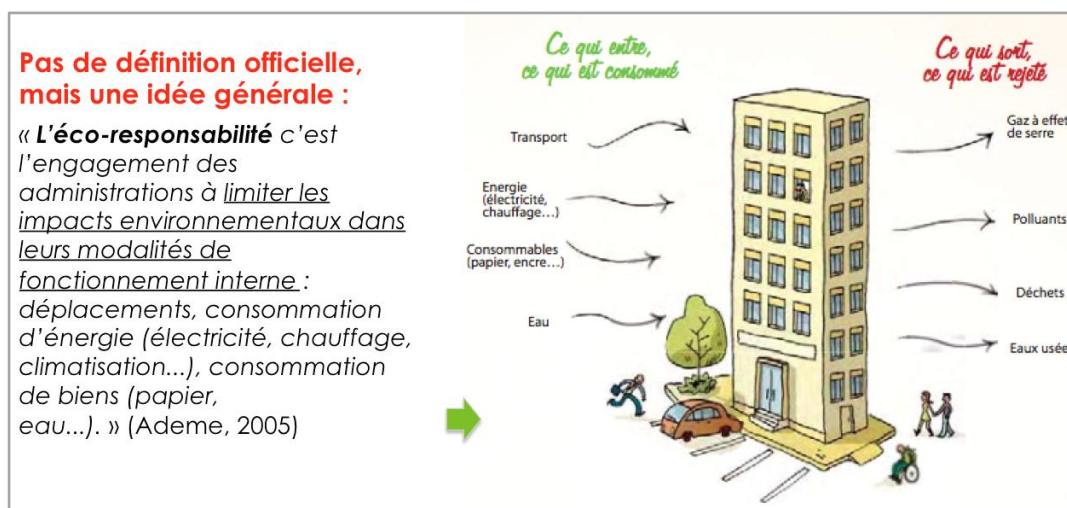 Pas de définition officielle,
mais une idée générale :
« L’éco-responsabilité c’est
l’engagement des
administrations à limiter les
impacts environnementaux dans
leurs modalités de
fonctionnement interne :
déplacements, consommation
d’énergie (électricité, chauffage,
climatisation...), consommation
de biens (papier,
eau...). » (Ademe, 2005)
Ce qui entre,
ce qui est consommé
Transport
Energie
(électricité,
chauffage…)
Consommables
(papier, encre…)
Eau
Ce qui sort,
ce qui est rejeté
Gaz à effet
de serre
Polluants
Déchets
Eaux usée